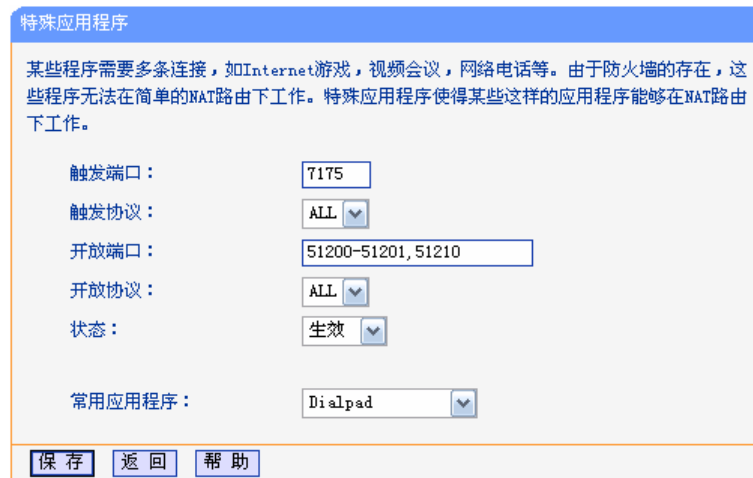 特殊应用程序
某些程序需要多条连接，如Internet游戏，视频会议，网络电话等。由于防火墙的存在，这
些程序无法在简单的NAT路由下工作。特殊应用程序使得某些这样的应用程序能够在NAT路由
下工作。
触发端口： 7175
触发协议： ALL
开放端口： 51200-51201,51210
开放协议： ALL
状态： 生效
常用应用程序： Dialpad
保 存 返 回 帮 助